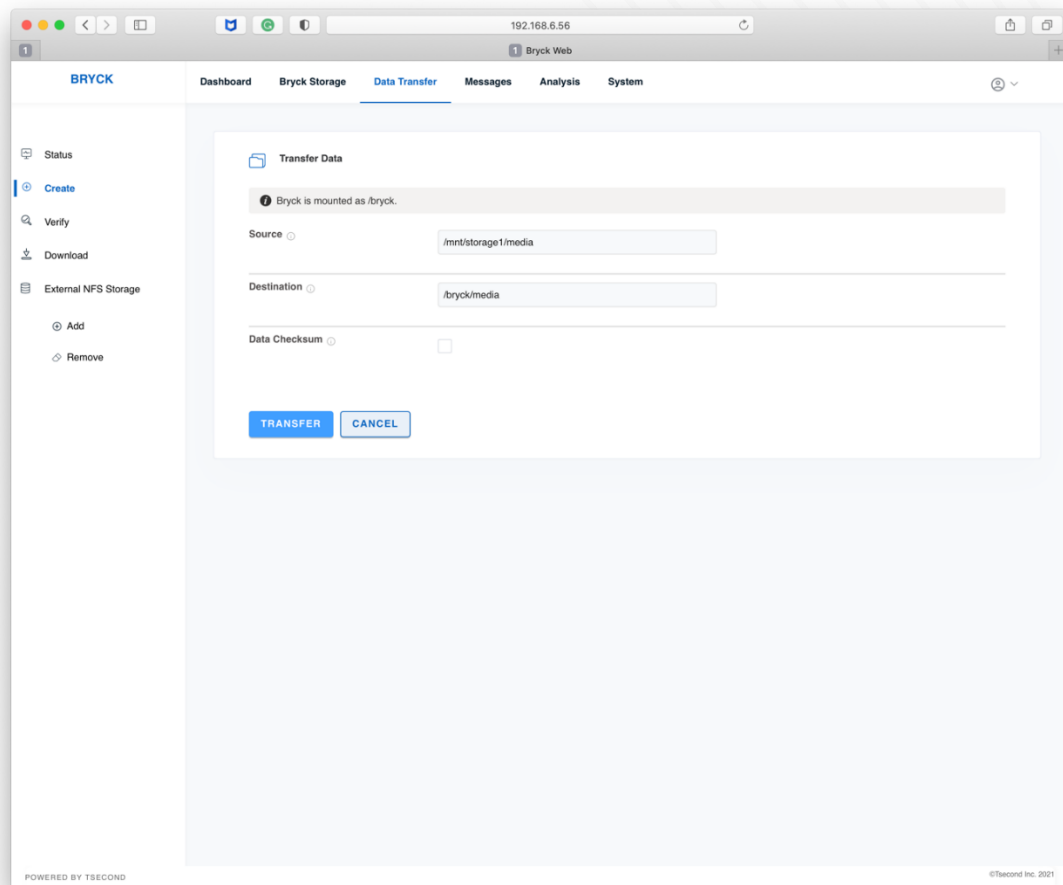 192.168.6.56
1
1 Bryck Web
BRYCK
Dashboard Bryck Storage Data Transfer Messages Analysis System
Status
Create
Verify
Download
External NFS Storage
Add
Remove
Transfer Data
Bryck is mounted as /bryck.
Source
/mnt/storage1/media
Destination
/bryck/media
Data Checksum
TRANSFER CANCEL
POWERED BY TSECOND
©Tsecond Inc. 2021